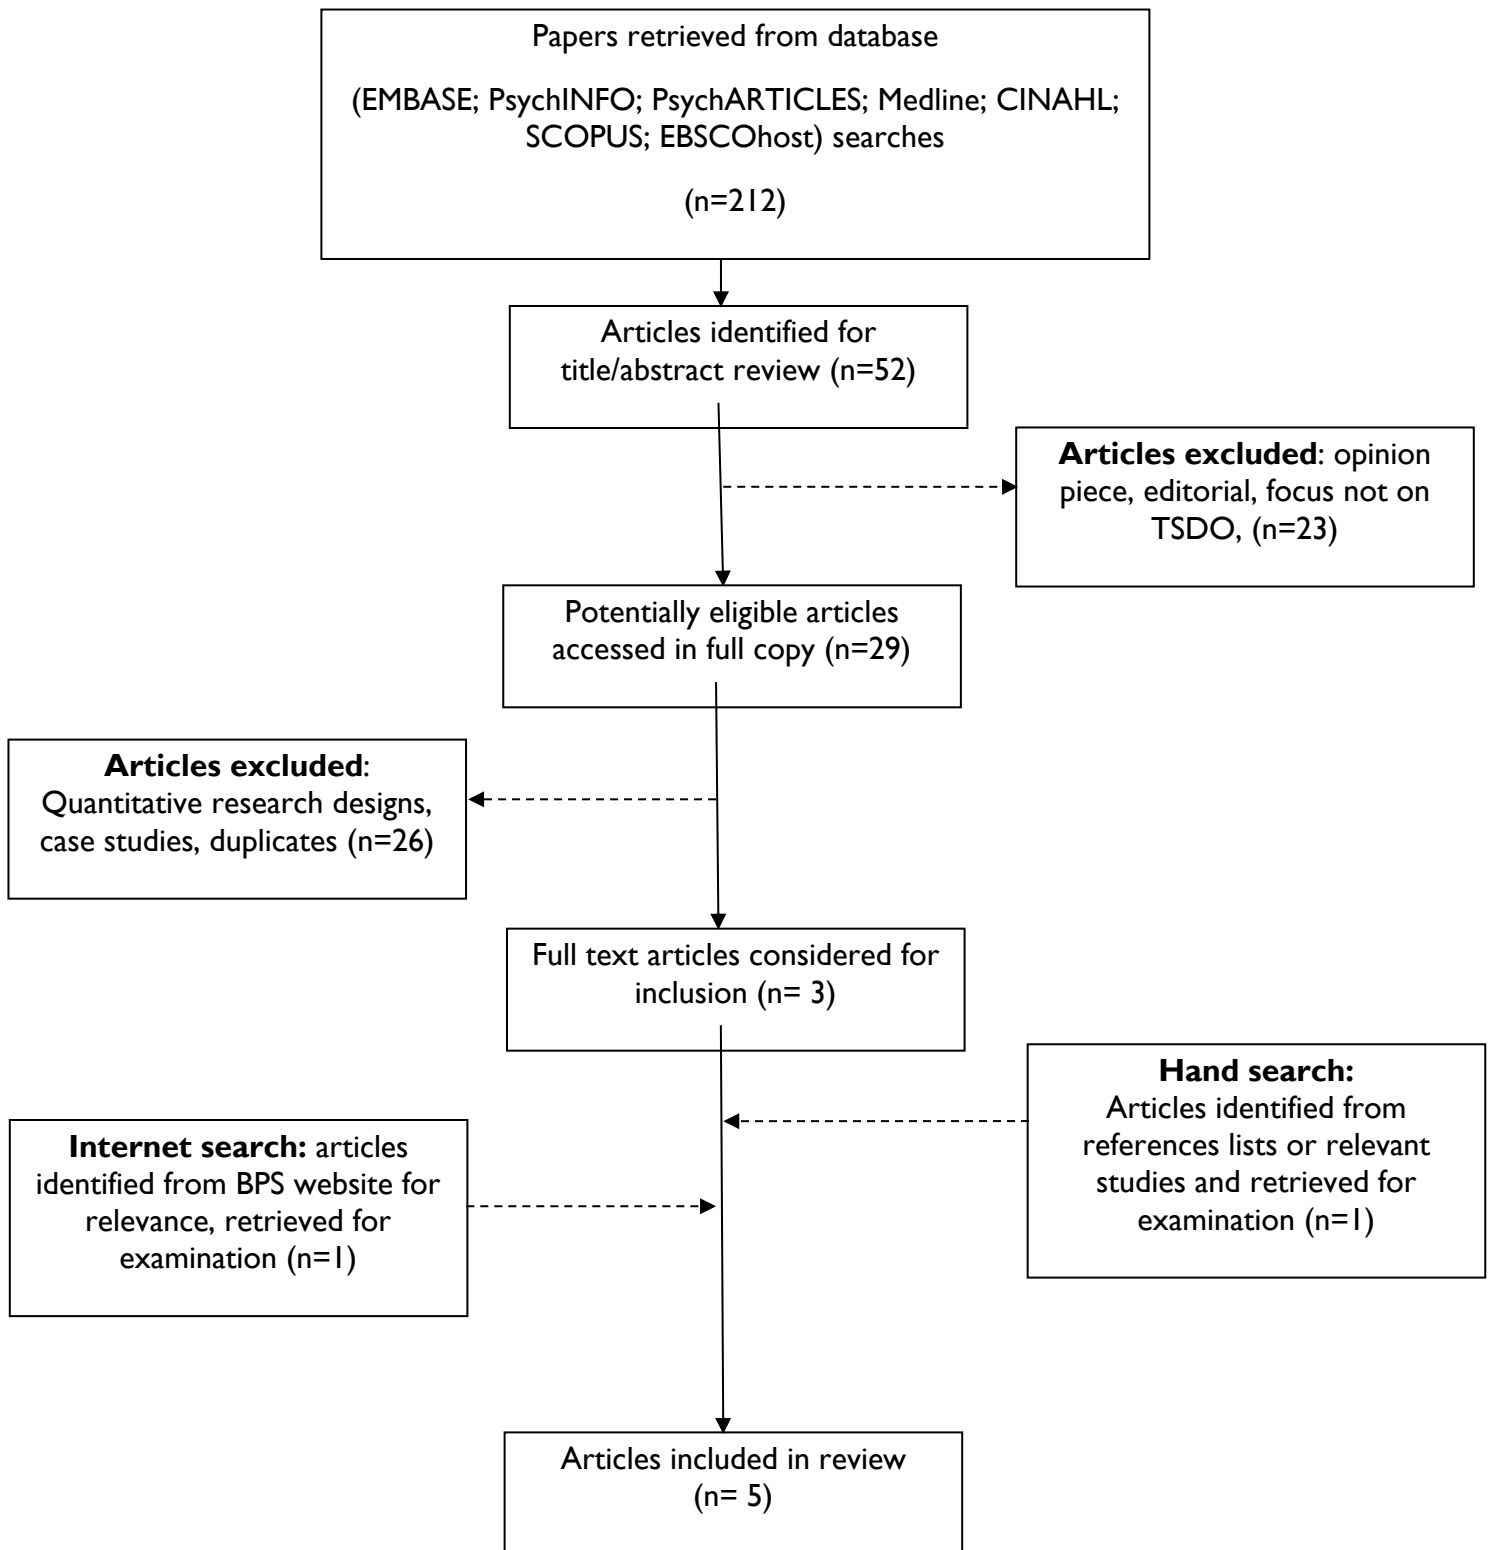 Papers retrieved from database
(EMBASE; PsychINFO; PsychARTICLES; Medline; CINAHL;
SCOPUS; EBSCOhost) searches
(n=212)
Articles identified for
title/abstract review (n=52)
Articles excluded: opinion
piece, editorial, focus not on
TSDO, (n=23)
Potentially eligible articles
accessed in full copy (n=29)
Articles excluded:
Quantitative research designs,
case studies, duplicates (n=26)
Full text articles considered for
inclusion (n= 3)
Hand search:
Articles identified from
references lists or relevant
studies and retrieved for
examination (n=1)
Internet search: articles
identified from BPS website for
relevance, retrieved for
examination (n=1)
Articles included in review
(n= 5)